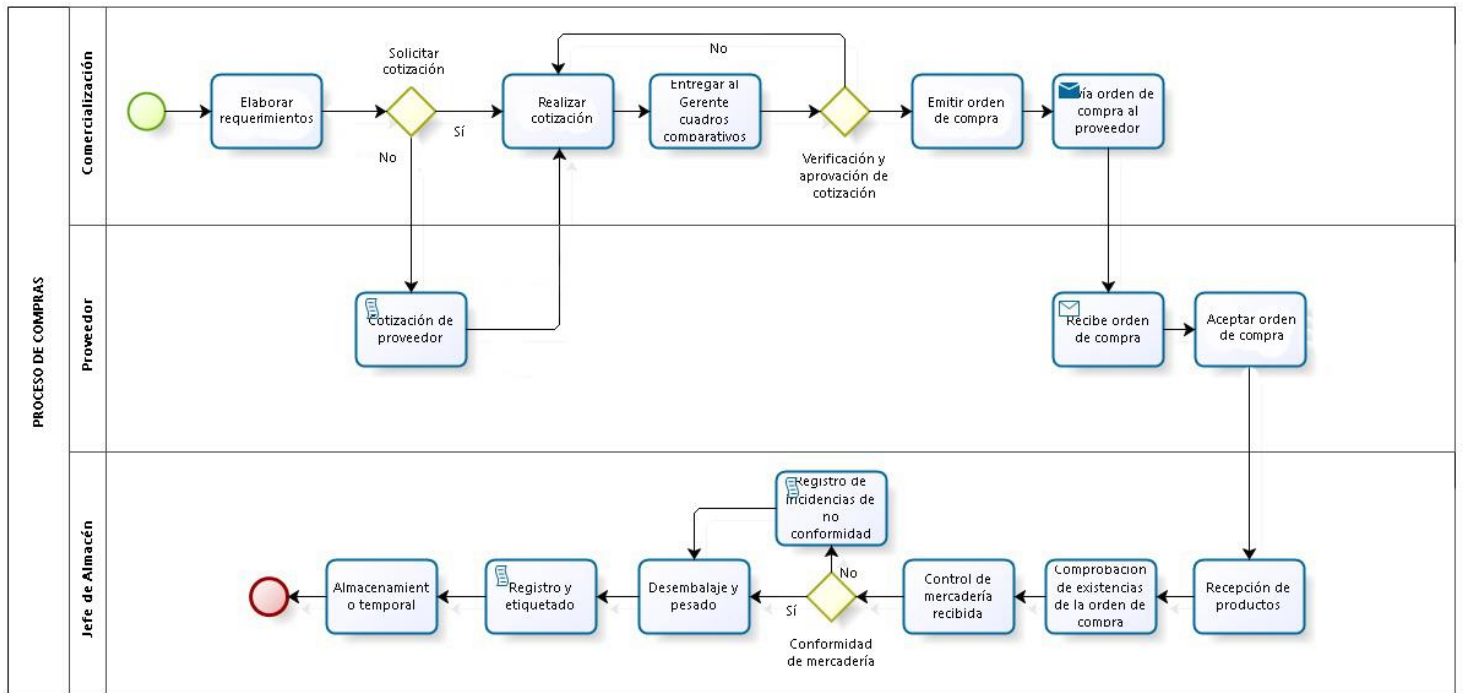 PROCESO DE COMPRAS
Comercialización
Elaborar
requerimientos
Solicitar
cotización
Sí
No
Realizar
cotización
Entregar al
Gerente
cuadros
comparativos
No
Verificación y
aprovación de
cotización
Emitir orden
de compra
vía orden de
compra al
proveedor
Proveedor
Cotización de
proveedor
Recibe orden
de compra
Aceptar orden
de compra
Jefe de Almacén
Recepción de
productos
Comprobación
de existencias
de la orden de
compra
Control de
mercadería
recibida
No
Sí
Conformidad
de mercadería
Registro de
incidencias de
no
conformidad
Desembalaje y
pesado
Registro y
etiquetado
Almacenamient
o temporal